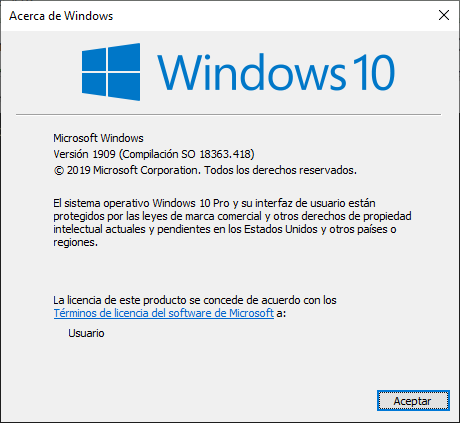 Acerca de Windows
Windows 10
Microsoft Windows
Versión 1909 (Compilación SO 18363.418)
© 2019 Microsoft Corporation. Todos los derechos reservados.
El sistema operativo Windows 10 Pro y su interfaz de usuario están
protegidos por las leyes de marca comercial y otros derechos de propiedad
intelectual actuales y pendientes en los Estados Unidos y otros países o
regiones.
La licencia de este producto se concede de acuerdo con los
Términos de licencia del software de Microsoft a:
Usuario
Aceptar